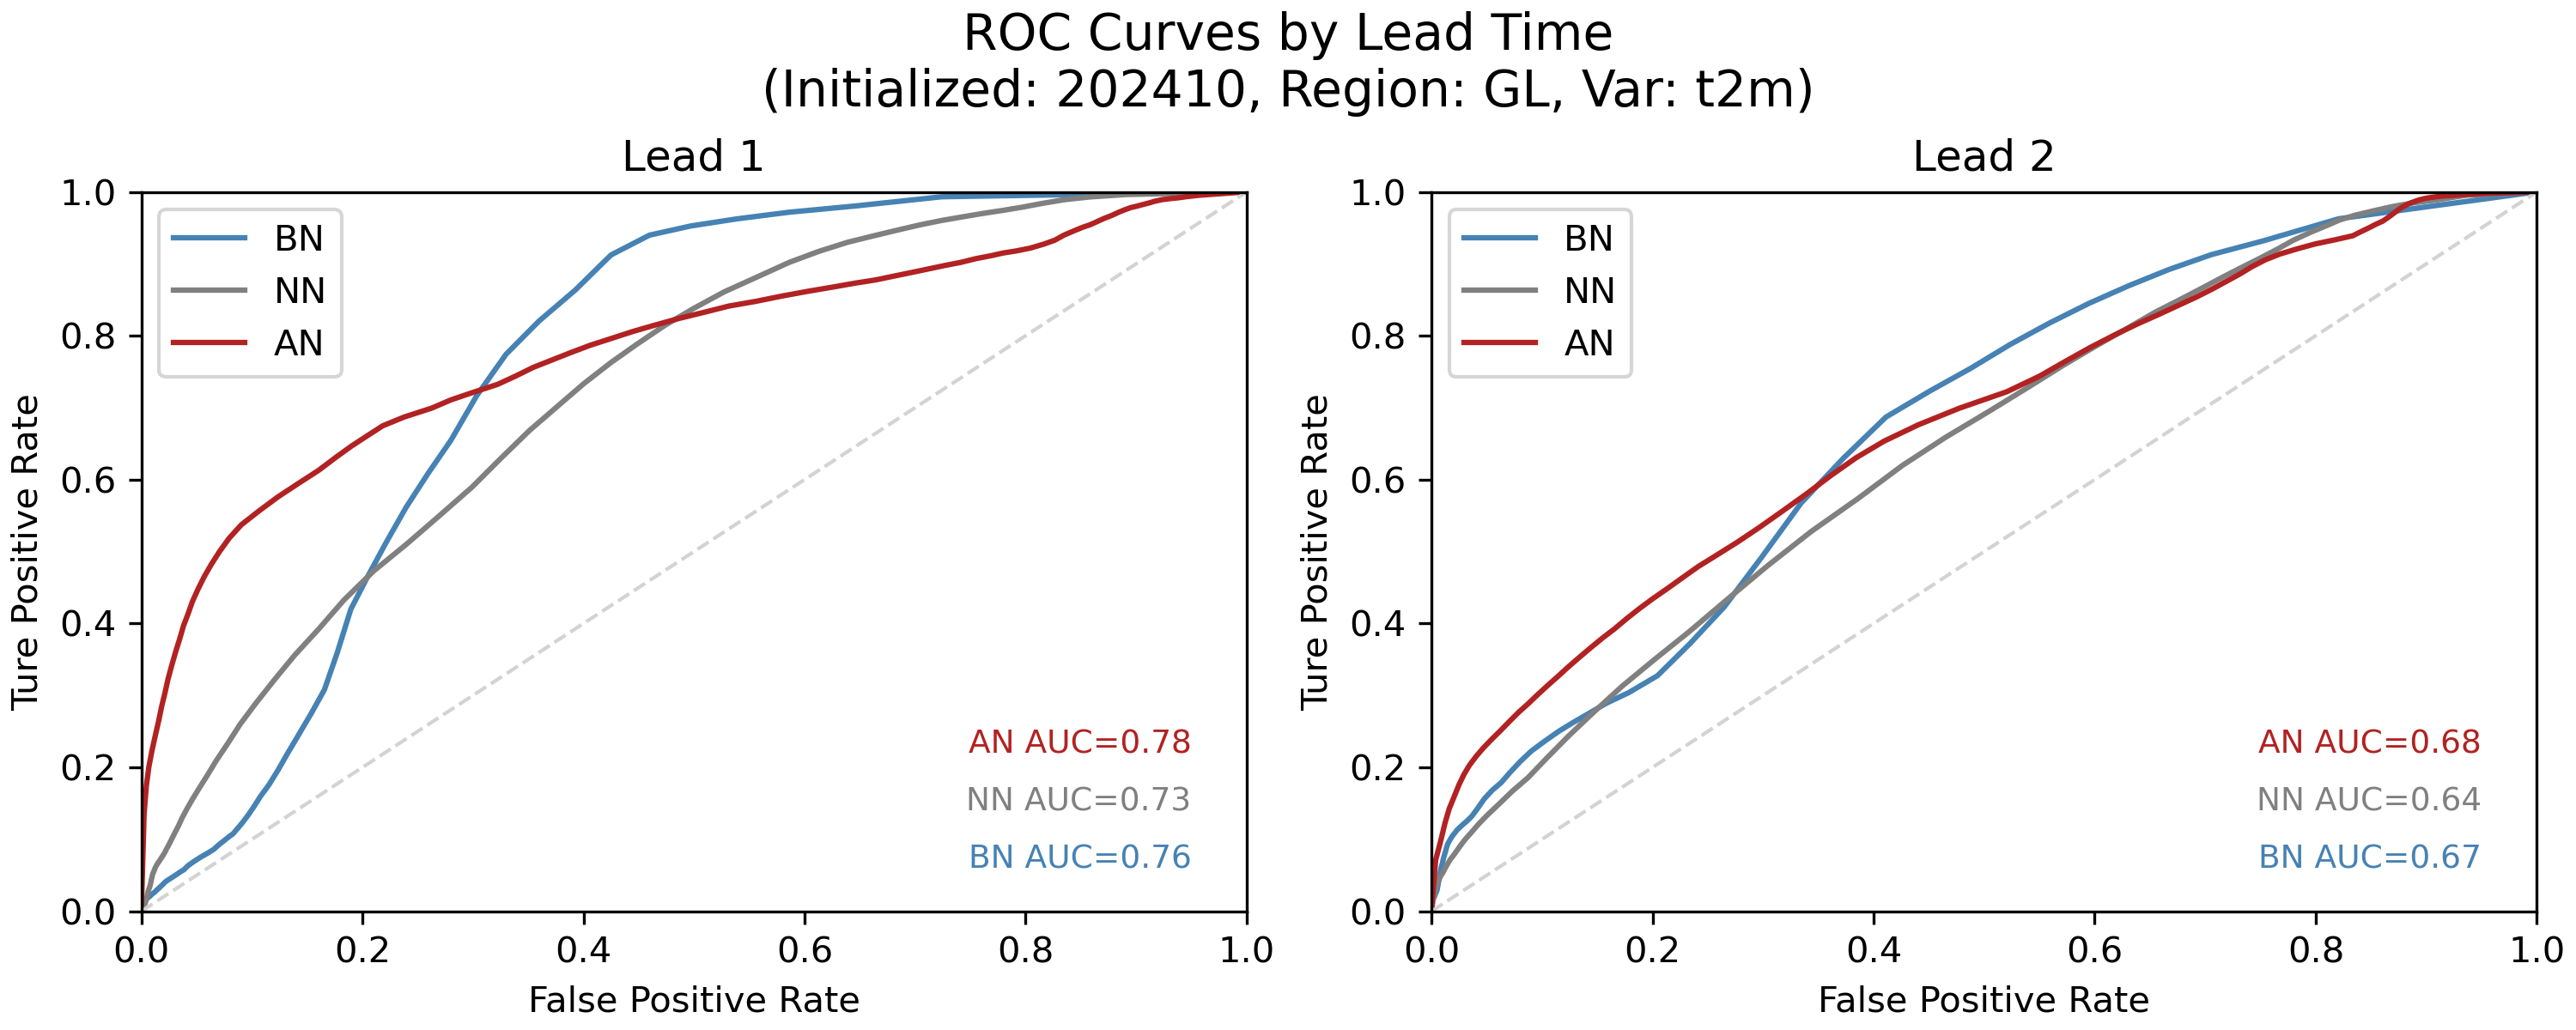 ROC Curves by Lead Time
(Initialized: 202410, Region: GL, Var: t2m)
Lead 1
Ture Positive Rate
1.0
0.8
0.6
0.4
0.2
0.0
BN
NN
AN
AN AUC=0.78
NN AUC=0.73
BN AUC=0.76
0.0 0.2 0.4 0.6 0.8 1.0
False Positive Rate
Lead 2
Ture Positive Rate
1.0
0.8
0.6
0.4
0.2
0.0
BN
NN
AN
AN AUC=0.68
NN AUC=0.64
BN AUC=0.67
0.0 0.2 0.4 0.6 0.8 1.0
False Positive Rate